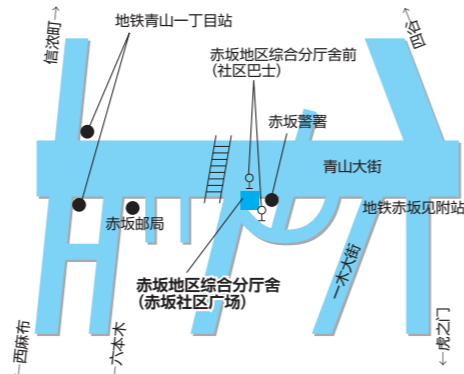 信浓町→
地铁青山一丁目站
四谷→
赤坂地区综合分厅舍前
(社区巴士)
赤坂警署
青山大街
赤坂邮局
地铁赤坂见附站
一木大街
赤坂地区综合分厅舍
(赤坂社区广场)
←西麻布
←六本木
←虎之门